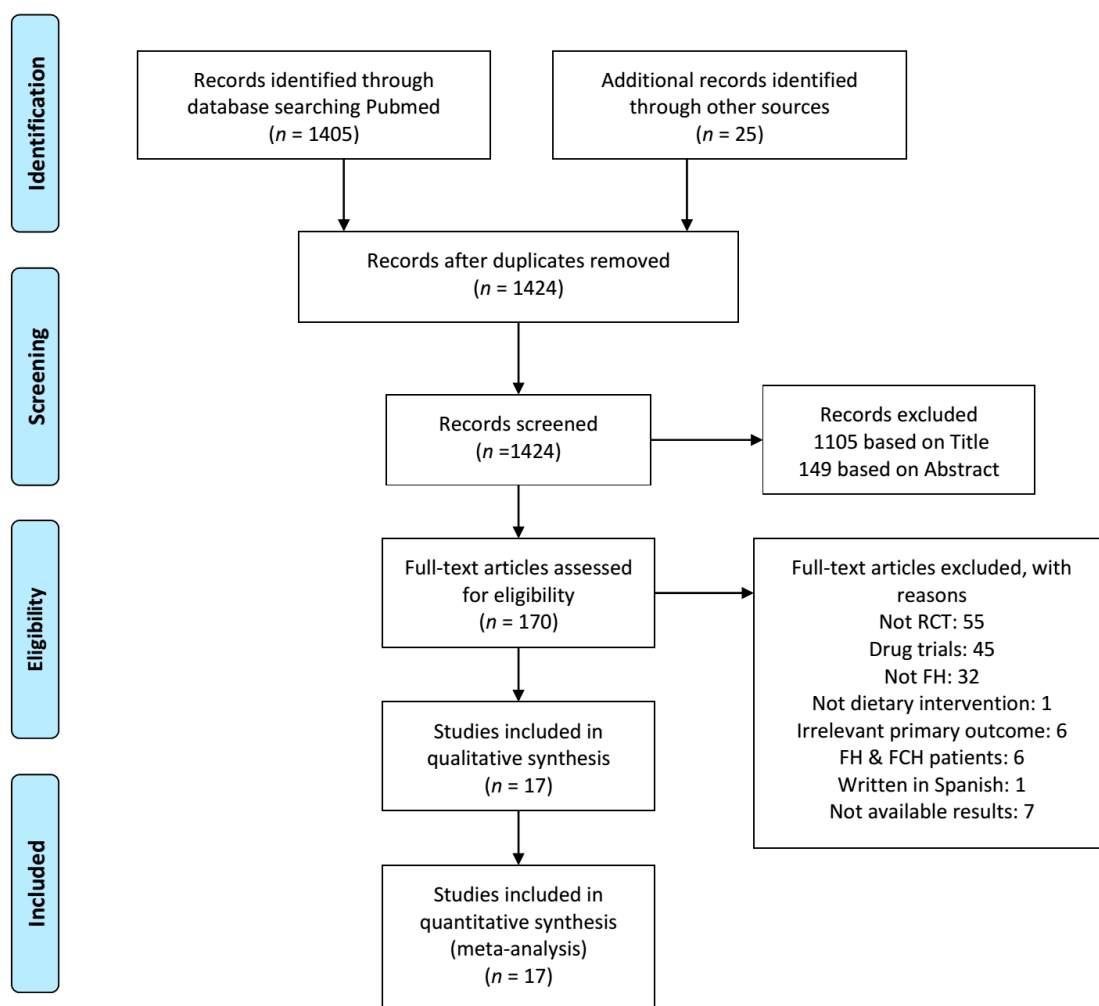 Identification
Records identified through
database searching Pubmed
(n = 1405)
Additional records identified
through other sources
(n = 25)
Records after duplicates removed
(n = 1424)
Screening
Records screened
(n =1424)
Records excluded
1105 based on Title
149 based on Abstract
Eligibility
Full-text articles assessed
for eligibility
(n = 170)
Full-text articles excluded, with
reasons
Not RCT: 55
Drug trials: 45
Not FH: 32
Not dietary intervention: 1
Irrelevant primary outcome: 6
FH & FCH patients: 6
Written in Spanish: 1
Not available results: 7
Studies included in
qualitative synthesis
(n = 17)
Included
Studies included in
quantitative synthesis
(meta-analysis)
(n = 17)